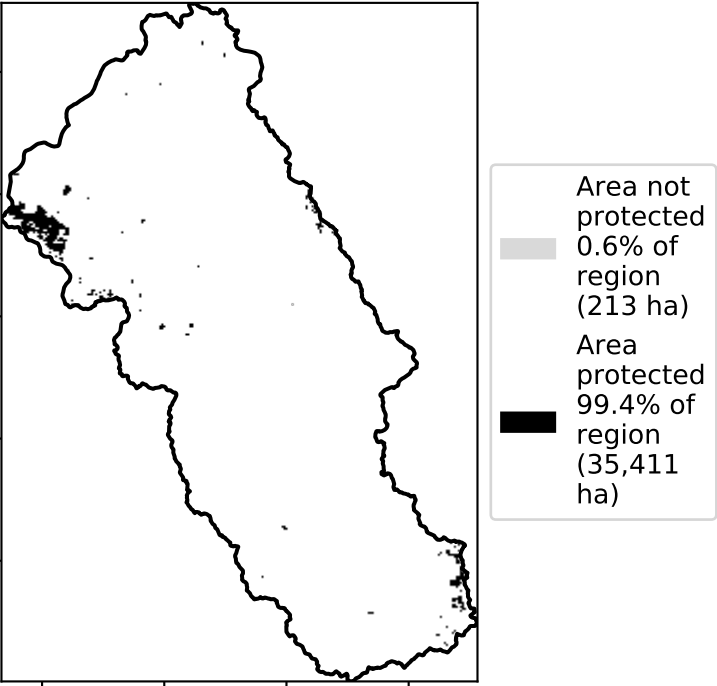 Area not
protected
0.6% of
region
(213 ha)
Area
protected
99.4% of
region
(35,411
ha)